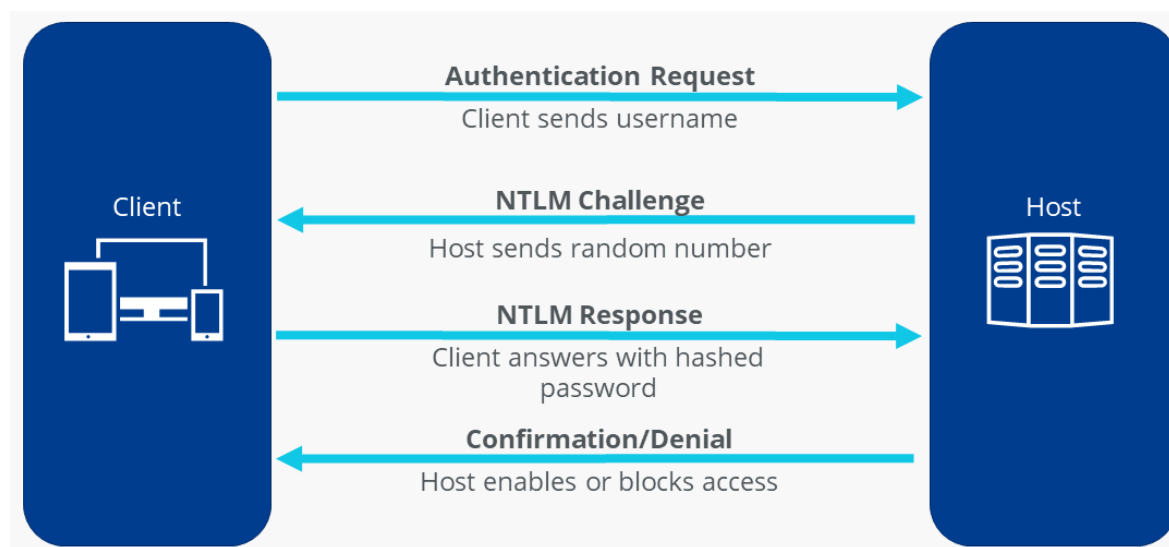 Authentication Request
Client sends username
Client
NTLM Challenge
Host
Host sends random number
NTLM Response
Client answers with hashed
password
Confirmation/Denial
Host enables or blocks access